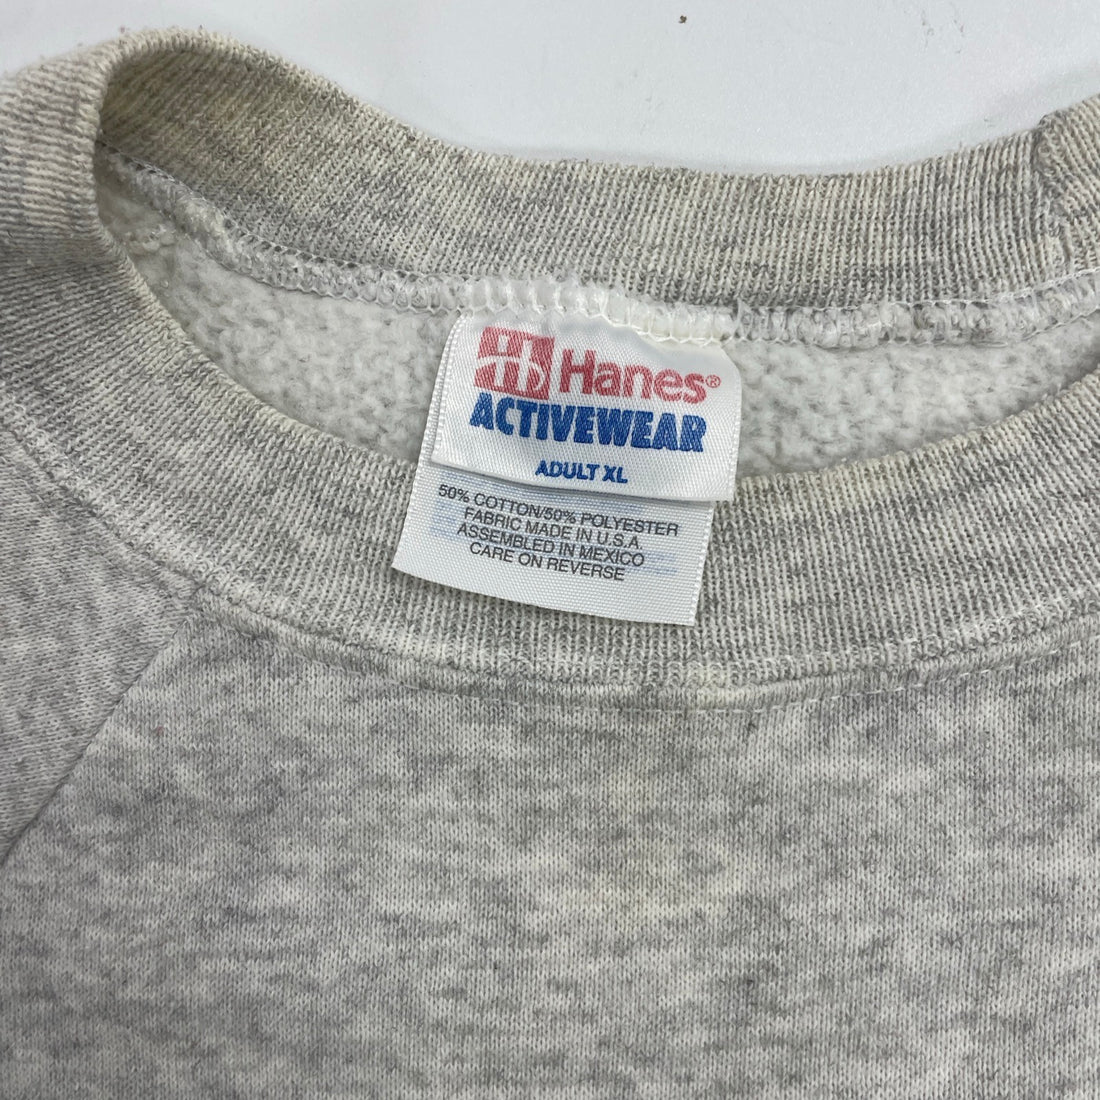 Hanes®
ACTIVEWEAR
ADULT XL
50% COTTON/50% POLYESTER
FABRIC MADE IN U.S.A
ASSEMBLED IN MEXICO
CARE ON REVERSE